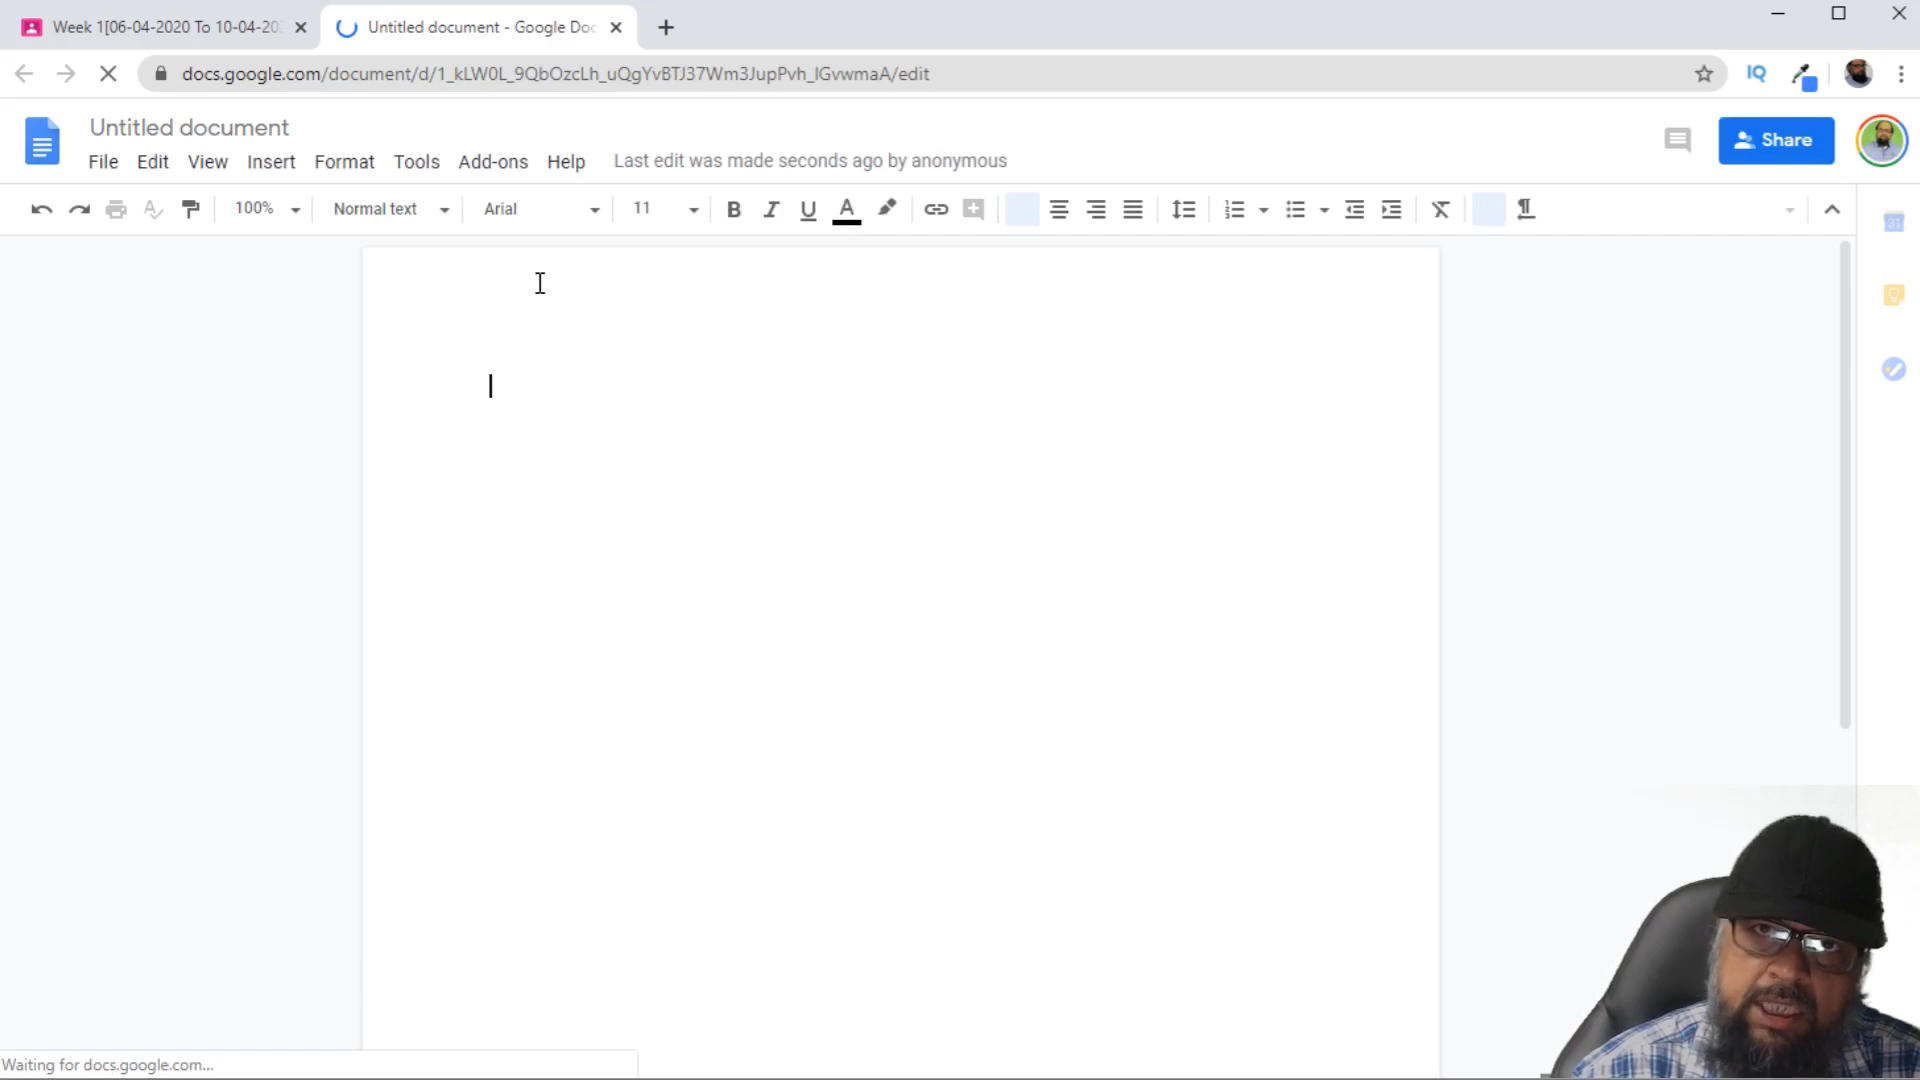 Week 1[06-04-2020 To 10-04-20
Untitled document - Google Doc
docs.google.com/document/d/1_kLW0L_9QbOzcLh_uQgYvBTJ37Wm3JupPvh_IGvwmaA/edit
IQ
Untitled document
File Edit View Insert Format Tools Add-ons Help Last edit was made seconds ago by anonymous
Share
100% Normal text Arial 11 B I U A
31
Waiting for docs.google.com...